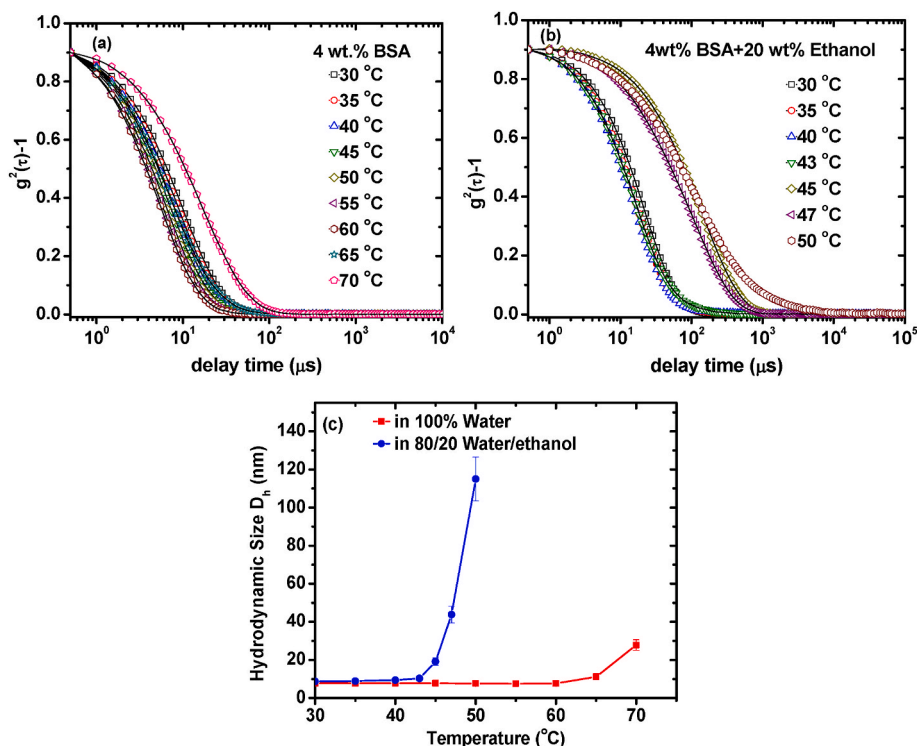 (a)
4 wt.% BSA
30 °C
35 °C
40 °C
45 °C
50 °C
55 °C
60 °C
65 °C
70 °C
g²(τ)-1
1.0
0.8
0.6
0.4
0.2
0.0
10⁰ 10¹ 10² 10³ 10⁴
delay time (μs)
(b)
4wt% BSA+20 wt% Ethanol
30 °C
35 °C
40 °C
43 °C
45 °C
47 °C
50 °C
g²(τ)-1
1.0
0.8
0.6
0.4
0.2
0.0
10⁰ 10¹ 10² 10³ 10⁴ 10⁵
delay time (μs)
(c)
in 100% Water
in 80/20 Water/ethanol
Hydrodynamic Size Dₕ (nm)
140
120
100
80
60
40
20
0
30 40 50 60 70
Temperature (°C)